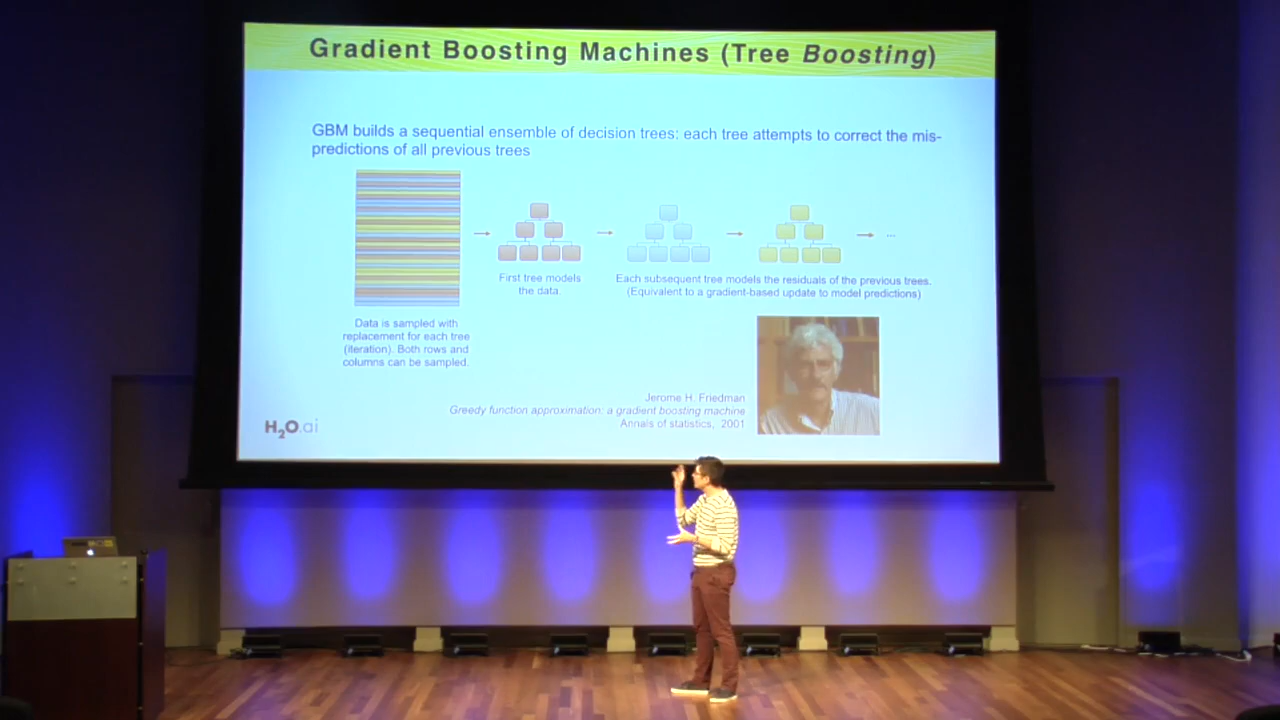 Gradient Boosting Machines (Tree Boosting)
GBM builds a sequential ensemble of decision trees: each tree attempts to correct the mis-
predictions of all previous trees
First tree models
the data.
Each subsequent tree models the residuals of the previous trees.
(Equivalent to a gradient-based update to model predictions)
...
Data is sampled with
replacement for each tree
(iteration). Both rows and
columns can be sampled.
Jerome H. Friedman
Greedy function approximation: a gradient boosting machine
Annals of statistics, 2001
H2O.ai